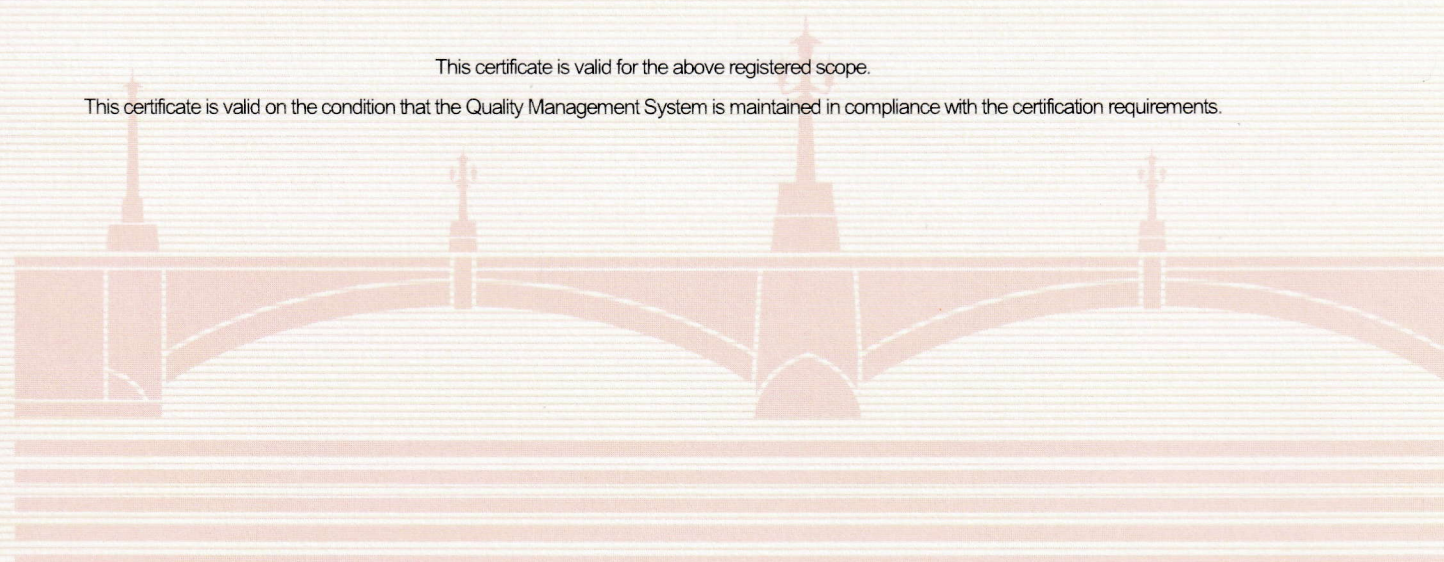 This certificate is valid for the above registered scope.
This certificate is valid on the condition that the Quality Management System is maintained in compliance with the certification requirements.